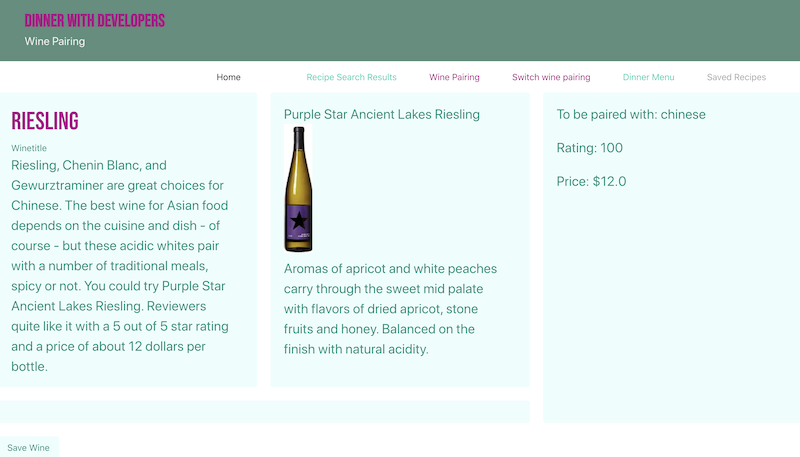 DINNER WITH DEVELOPERS
Wine Pairing
Home Recipe Search Results Wine Pairing Switch wine pairing Dinner Menu Saved Recipes
RIESLING
Winetitle
Riesling, Chenin Blanc, and
Gewurztraminer are great choices for
Chinese. The best wine for Asian food
depends on the cuisine and dish - of
course - but these acidic whites pair
with a number of traditional meals,
spicy or not. You could try Purple Star
Ancient Lakes Riesling. Reviewers
quite like it with a 5 out of 5 star rating
and a price of about 12 dollars per
bottle.
Purple Star Ancient Lakes Riesling
Aromas of apricot and white peaches
carry through the sweet mid palate
with flavors of dried apricot, stone
fruits and honey. Balanced on the
finish with natural acidity.
To be paired with: chinese
Rating: 100
Price: $12.0
Save Wine